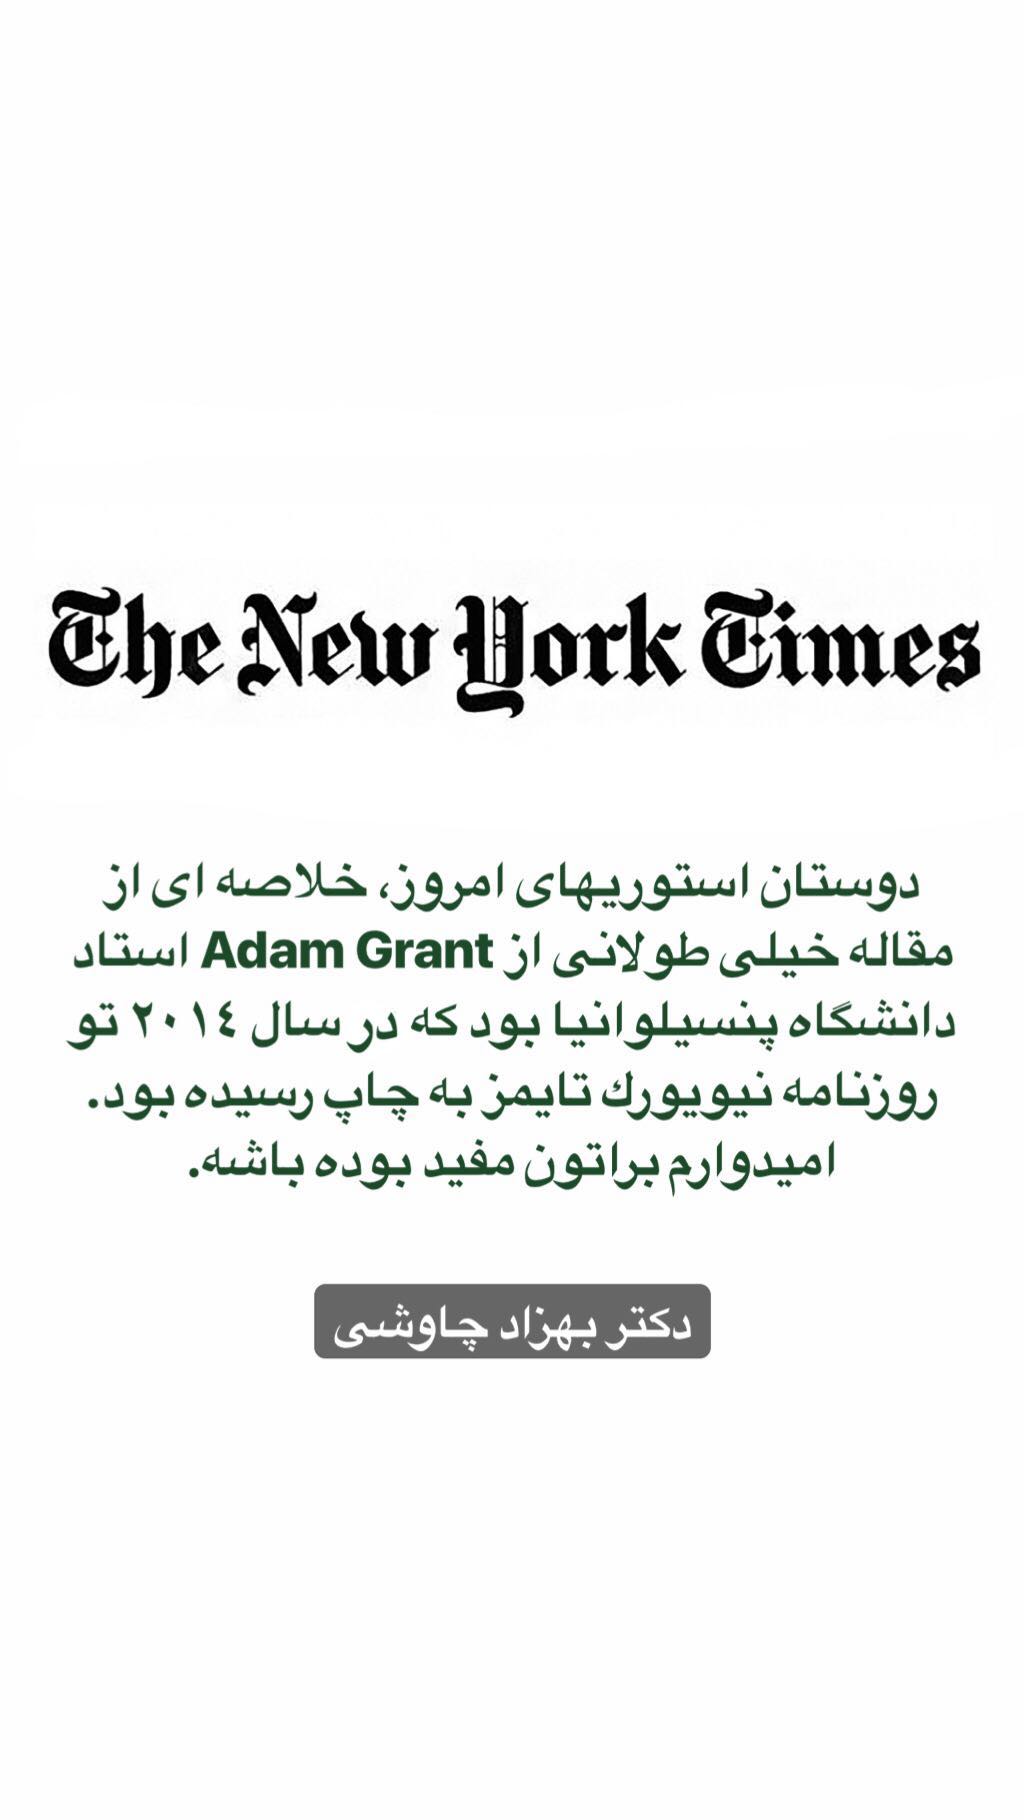 The New York Times
دوستان استوریهای امروز، خلاصه ای از
مقاله خیلی طولانی از Adam Grant استاد
دانشگاه پنسیلوانیا بود که در سال ٢٠١٤ تو
روزنامه نیویورك تایمز به چاپ رسیده بود.
امیدوارم براتون مفید بوده باشه.
دکتر بهزاد چاوشی